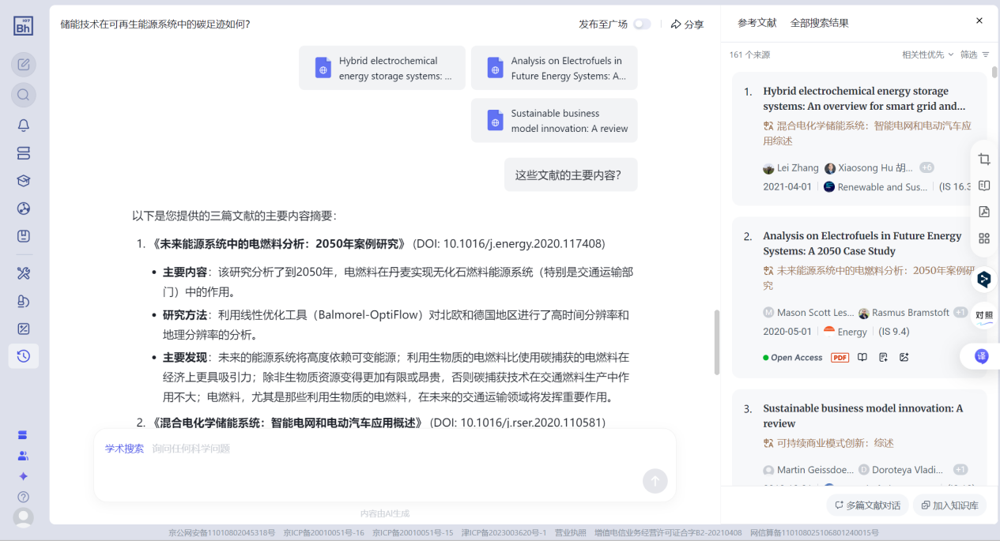 107
Bh
储能技术在可再生能源系统中的碳足迹如何?
发布至广场
分享
Hybrid electrochemical
energy storage systems: ...
Analysis on Electrofuels in
Future Energy Systems: A...
Sustainable business
model innovation: A review
这些文献的主要内容?
以下是您提供的三篇文献的主要内容摘要：
1. 《未来能源系统中的电燃料分析：2050年案例研究》 (DOI: 10.1016/j.energy.2020.117408)
• 主要内容：该研究分析了到2050年，电燃料在丹麦实现无化石燃料能源系统（特别是交通运输部
门）中的作用。
• 研究方法：利用线性优化工具（Balmorel-OptiFlow）对北欧和德国地区进行了高时间分辨率和
地理分辨率的分析。
• 主要发现：未来的能源系统将高度依赖可变能源；利用生物质的电燃料比使用碳捕获的电燃料在
经济上更具吸引力；除非生物质资源变得更加有限或昂贵，否则碳捕获技术在交通燃料生产中作
用不大；电燃料，尤其是那些利用生物质的电燃料，在未来的交通运输领域将发挥重要作用。
2. 《混合电化学储能系统：智能电网和电动汽车应用概述》 (DOI: 10.1016/j.rser.2020.110581)
学术搜索 询问任何科学问题
内容由AI生成
参考文献 全部搜索结果
161 个来源
相关性优先 筛选
1. Hybrid electrochemical energy storage
systems: An overview for smart grid and...
混合电化学储能系统：智能电网和电动汽车应
用综述
Lei Zhang Xiaosong Hu 胡... +6
2021-04-01 Renewable and Sus... (IS 16.3
2. Analysis on Electrofuels in Future Energy
Systems: A 2050 Case Study
未来能源系统中的电燃料分析：2050年案例研
究
M Mason Scott Les... Rasmus Bramstoft +1
2020-05-01 Energy (IS 9.4)
Open Access PDF
3. Sustainable business model innovation: A
review
可持续商业模式创新：综述
Martin Geissdoe... D Doroteya Vladi... +1
多篇文献对话 加入知识库
对照
译
京公网安备11010802045318号 京ICP备20010051号-16 京ICP备20010051号-15 津ICP备2023003620号-1 营业执照 增值电信业务经营许可证合字B2-20210408 网信算备110108025106801240015号